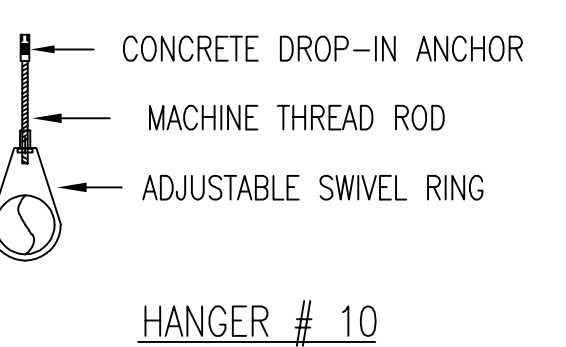 CONCRETE DROP-IN ANCHOR
MACHINE THREAD ROD
ADJUSTABLE SWIVEL RING
HANGER # 10